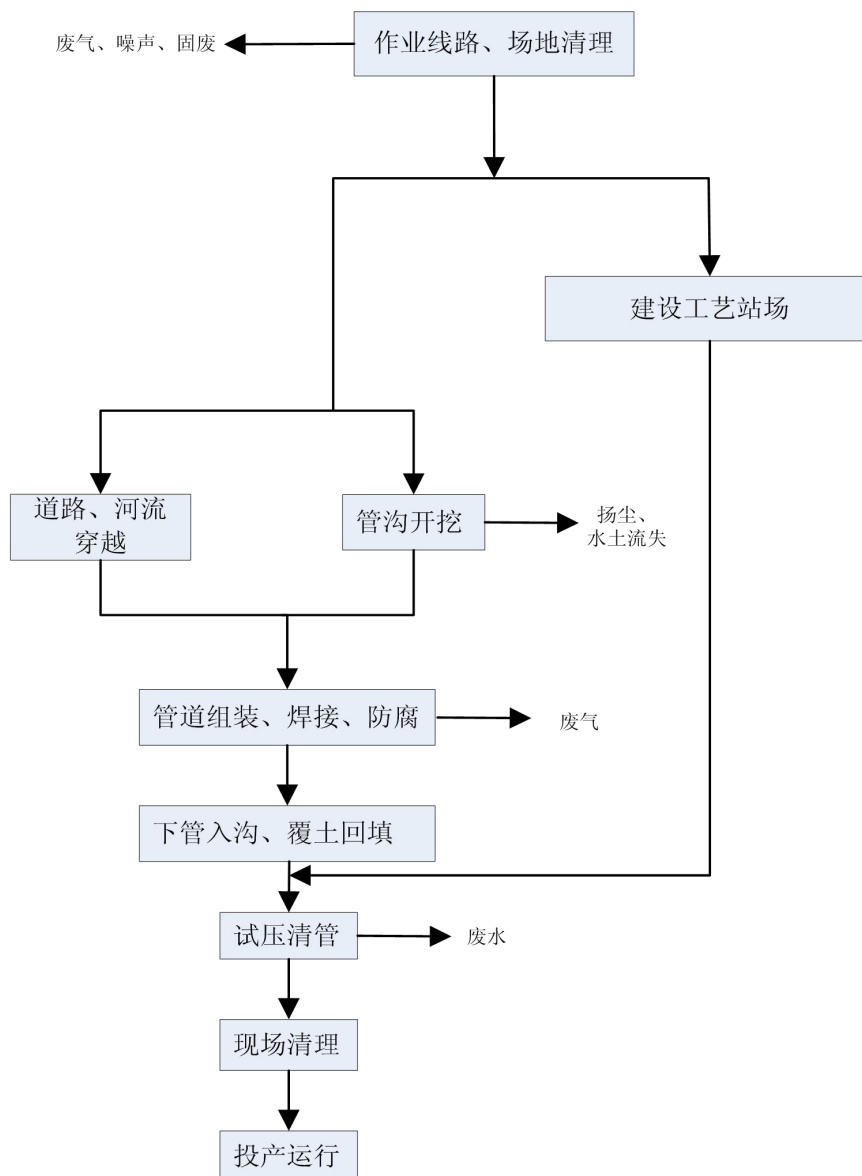 废气、噪声、固废
作业线路、场地清理
建设工艺站场
道路、河流
穿越
管沟开挖
扬尘、
水土流失
管道组装、焊接、防腐
废气
下管入沟、覆土回填
试压清管
废水
现场清理
投产运行